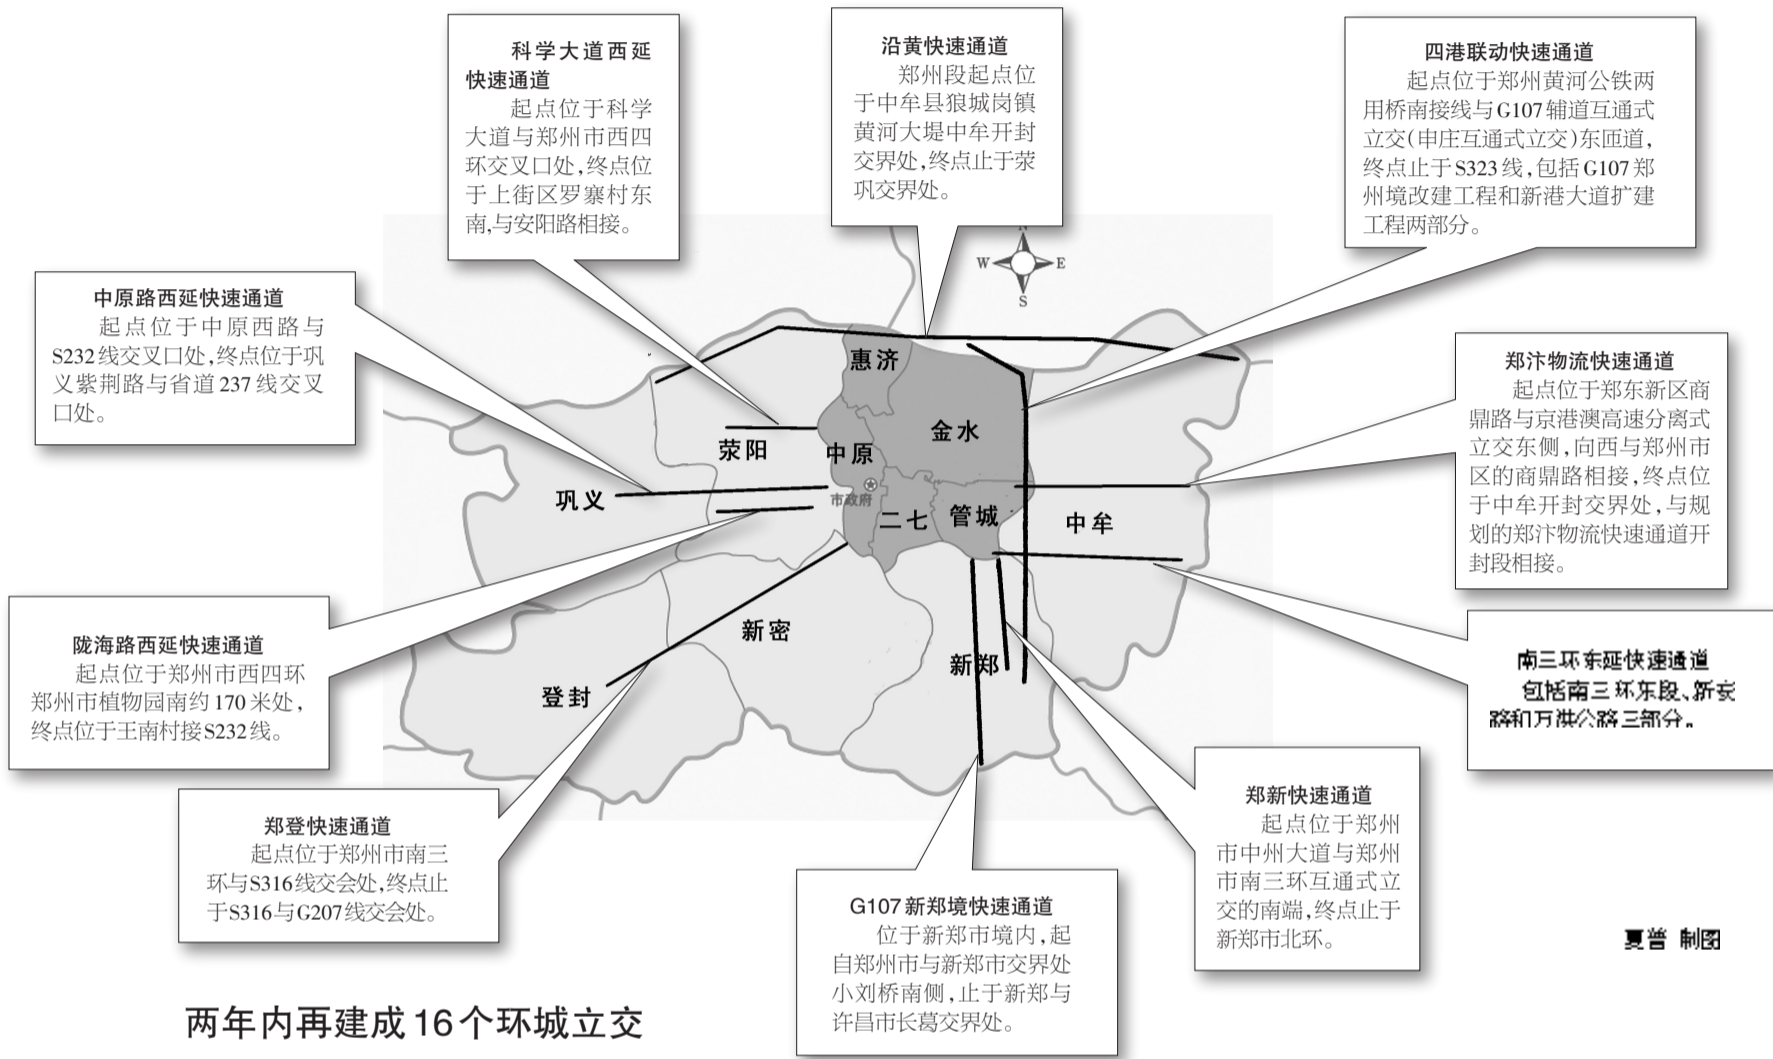 科学大道西延
快速通道
起点位于科学
大道与郑州市西四
环交叉口处,终点位
于上街区罗寨村东
南,与安阳路相接。
沿黄快速通道
郑州段起点位
于中牟县狼城岗镇
黄河大堤中牟开封
交界处,终点止于荥
巩交界处。
四港联动快速通道
起点位于郑州黄河公铁两
用桥南接线与G107辅道互通式
立交(申庄互通式立交)东匝道,
终点止于S323线,包括G107郑
州境改建工程和新港大道扩建
工程两部分。
中原路西延快速通道
起点位于中原西路与
S232线交叉口处,终点位于巩
义紫荆路与省道237线交叉
口处。
N
W
E
S
郑汴物流快速通道
起点位于郑东新区商
鼎路与京港澳高速分离式
立交东侧,向西与郑州市
区的商鼎路相接,终点位
于中牟开封交界处,与规
划的郑汴物流快速通道开
封段相接。
惠济
金水
荥阳
中原
市政府
巩义
二七
管城
中牟
新密
新郑
登封
陇海路西延快速通道
起点位于郑州市西四环
郑州市植物园南约170米处,
终点位于王南村接S232线。
南三环东延快速通道
包括南三环东段、新安
路和万洪公路三部分。
郑登快速通道
起点位于郑州市南三
环与S316线交会处,终点止
于S316与G207线交会处。
G107新郑境快速通道
位于新郑市境内,起
自郑州市与新郑市交界处
小刘桥南侧,止于新郑与
许昌市长葛交界处。
郑新快速通道
起点位于郑州
市中州大道与郑州
市南三环互通式立
交的南端,终点止于
新郑市北环。
夏普 制图
两年内再建成16个环城立交